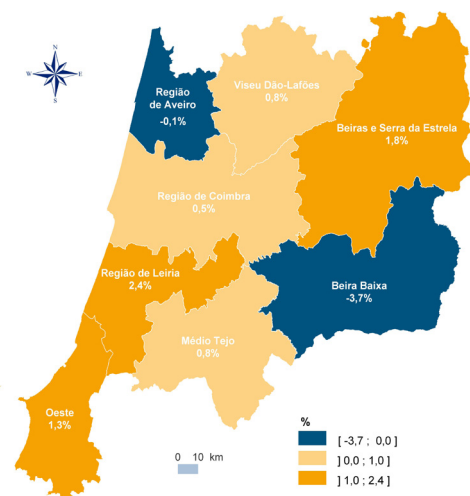 N
W E
S
Região
de Aveiro
-0,1%
Viseu Dão-Lafões
0,8%
Beiras e Serra da Estrela
1,8%
Região de Coimbra
0,5%
Região de Leiria
2,4%
Beira Baixa
-3,7%
Médio Tejo
0,8%
Oeste
1,3%
%
[ -3,7 ; 0,0 ]
] 0,0 ; 1,0 ]
] 1,0 ; 2,4 ]
0 10 km